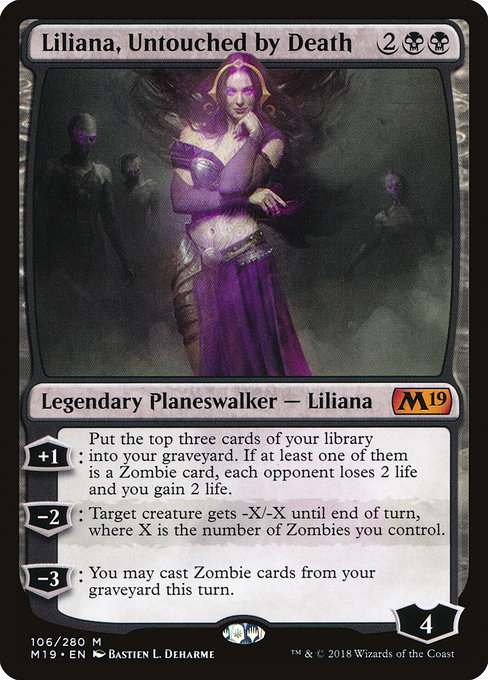 Liliana, Untouched by Death 2
Legendary Planeswalker — Liliana M19
Put the top three cards of your library
+1 : into your graveyard. If at least one of them
is a Zombie card, each opponent loses 2 life
and you gain 2 life.
−2 : Target creature gets -X/-X until end of turn,
where X is the number of Zombies you control.
−3 : You may cast Zombie cards from your
graveyard this turn.
4
106/280 M
M19 • EN Bastien L. Deharme
™ & © 2018 Wizards of the Coast